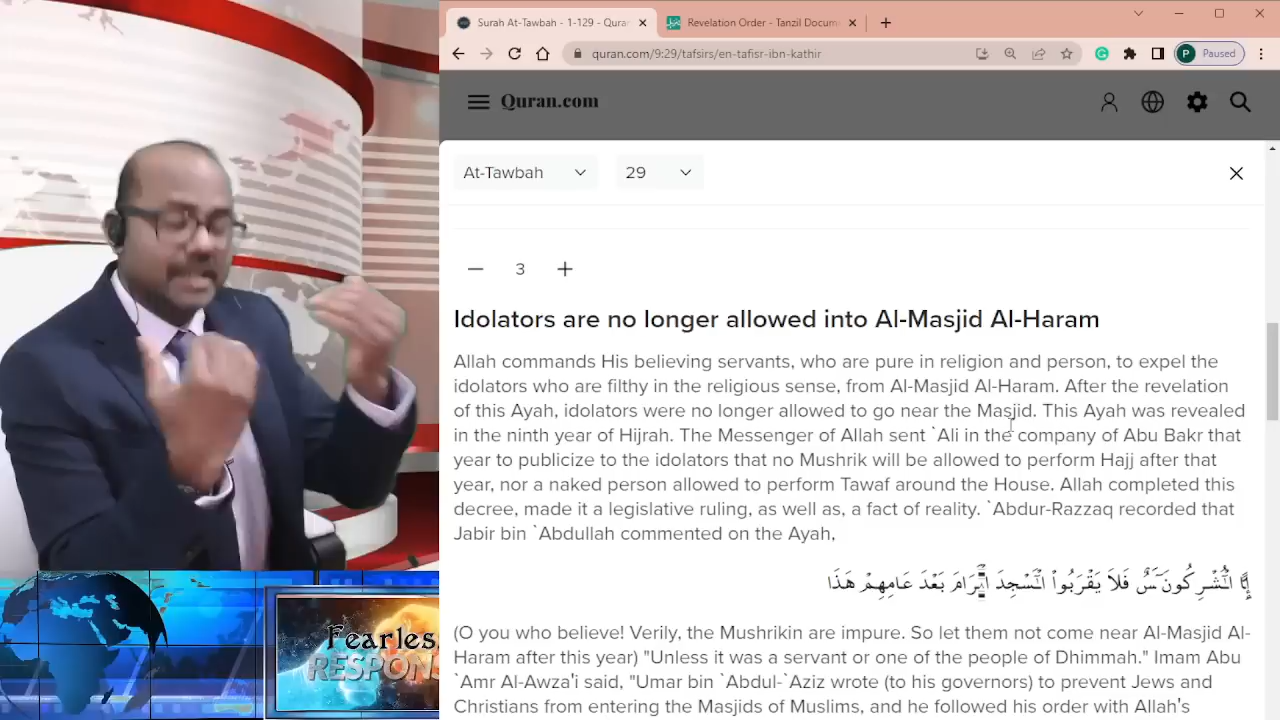 Surah At-Tawbah - 1-129 - Quran
Revelation Order - Tanzil Docum
quran.com/9:29/tafsirs/en-tafisr-ibn-kathir
P Paused
Quran.com
At-Tawbah
29
3
Idolators are no longer allowed into Al-Masjid Al-Haram
Allah commands His believing servants, who are pure in religion and person, to expel the
idolators who are filthy in the religious sense, from Al-Masjid Al-Haram. After the revelation
of this Ayah, idolators were no longer allowed to go near the Masjid. This Ayah was revealed
in the ninth year of Hijrah. The Messenger of Allah sent `Ali in the company of Abu Bakr that
year to publicize to the idolators that no Mushrik will be allowed to perform Hajj after that
year, nor a naked person allowed to perform Tawaf around the House. Allah completed this
decree, made it a legislative ruling, as well as, a fact of reality. `Abdur-Razzaq recorded that
Jabir bin `Abdullah commented on the Ayah,
فَلاَ يَقْرَبُواْ بَعْدَ عَامِهِمْ هَذَا
(O you who believe! Verily, the Mushrikin are impure. So let them not come near Al-Masjid Al-
Haram after this year) "Unless it was a servant or one of the people of Dhimmah." Imam Abu
`Amr Al-Awza'i said, "Umar bin `Abdul-`Aziz wrote (to his governors) to prevent Jews and
Christians from entering the Masjids of Muslims, and he followed his order with Allah's
Fearles
RESPON